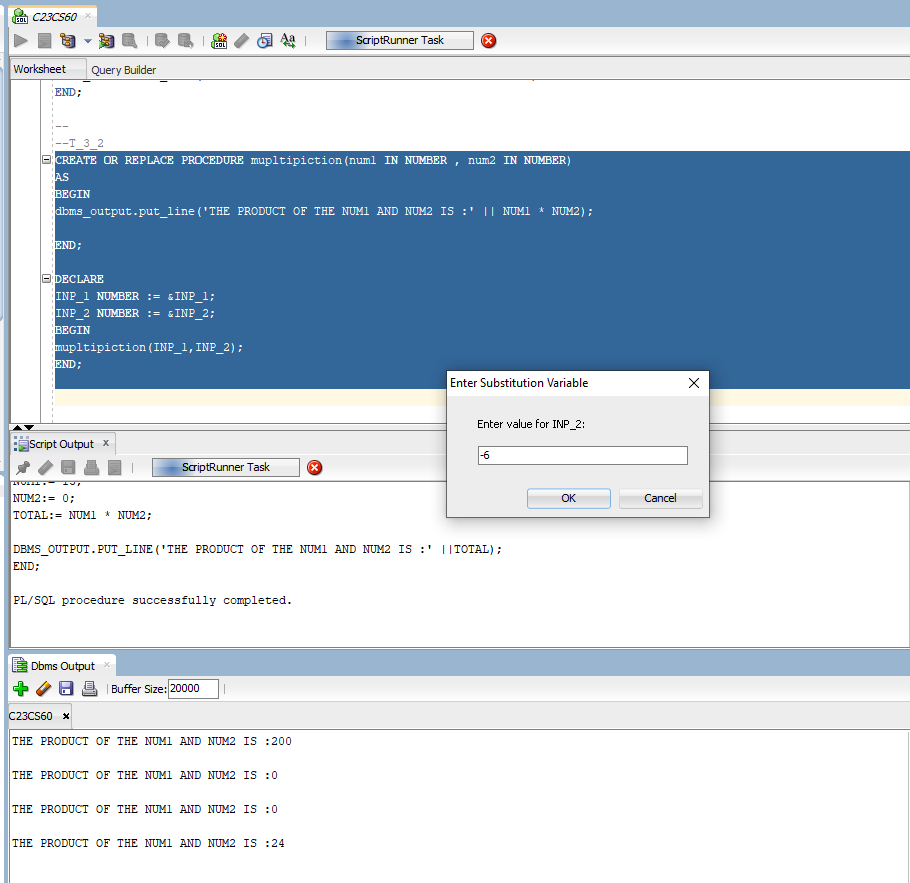 C23CS60
ScriptRunner Task
Worksheet
Query Builder
END;
--
--T_3_2
CREATE OR REPLACE PROCEDURE mupltipiction(num1 IN NUMBER , num2 IN NUMBER)
AS
BEGIN
dbms_output.put_line('THE PRODUCT OF THE NUM1 AND NUM2 IS :' || NUM1 * NUM2);
END;
DECLARE
INP_1 NUMBER := &INP_1;
INP_2 NUMBER := &INP_2;
BEGIN
mupltipiction(INP_1,INP_2);
END;
Enter Substitution Variable
Enter value for INP_2:
-6
OK
Cancel
Script Output
ScriptRunner Task
NUM2:= 0;
TOTAL:= NUM1 * NUM2;
DBMS_OUTPUT.PUT_LINE('THE PRODUCT OF THE NUM1 AND NUM2 IS :' ||TOTAL);
END;
PL/SQL procedure successfully completed.
Dbms Output
Buffer Size: 20000
C23CS60
THE PRODUCT OF THE NUM1 AND NUM2 IS :200
THE PRODUCT OF THE NUM1 AND NUM2 IS :0
THE PRODUCT OF THE NUM1 AND NUM2 IS :0
THE PRODUCT OF THE NUM1 AND NUM2 IS :24